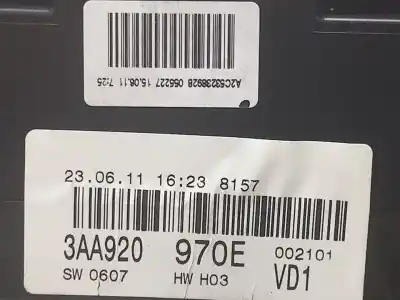 A2C53238928 055227 15.08.11 7:25
23.06.11 16:23 8157
3AA920 970E 002101
SW 0607 HW H03 VD1